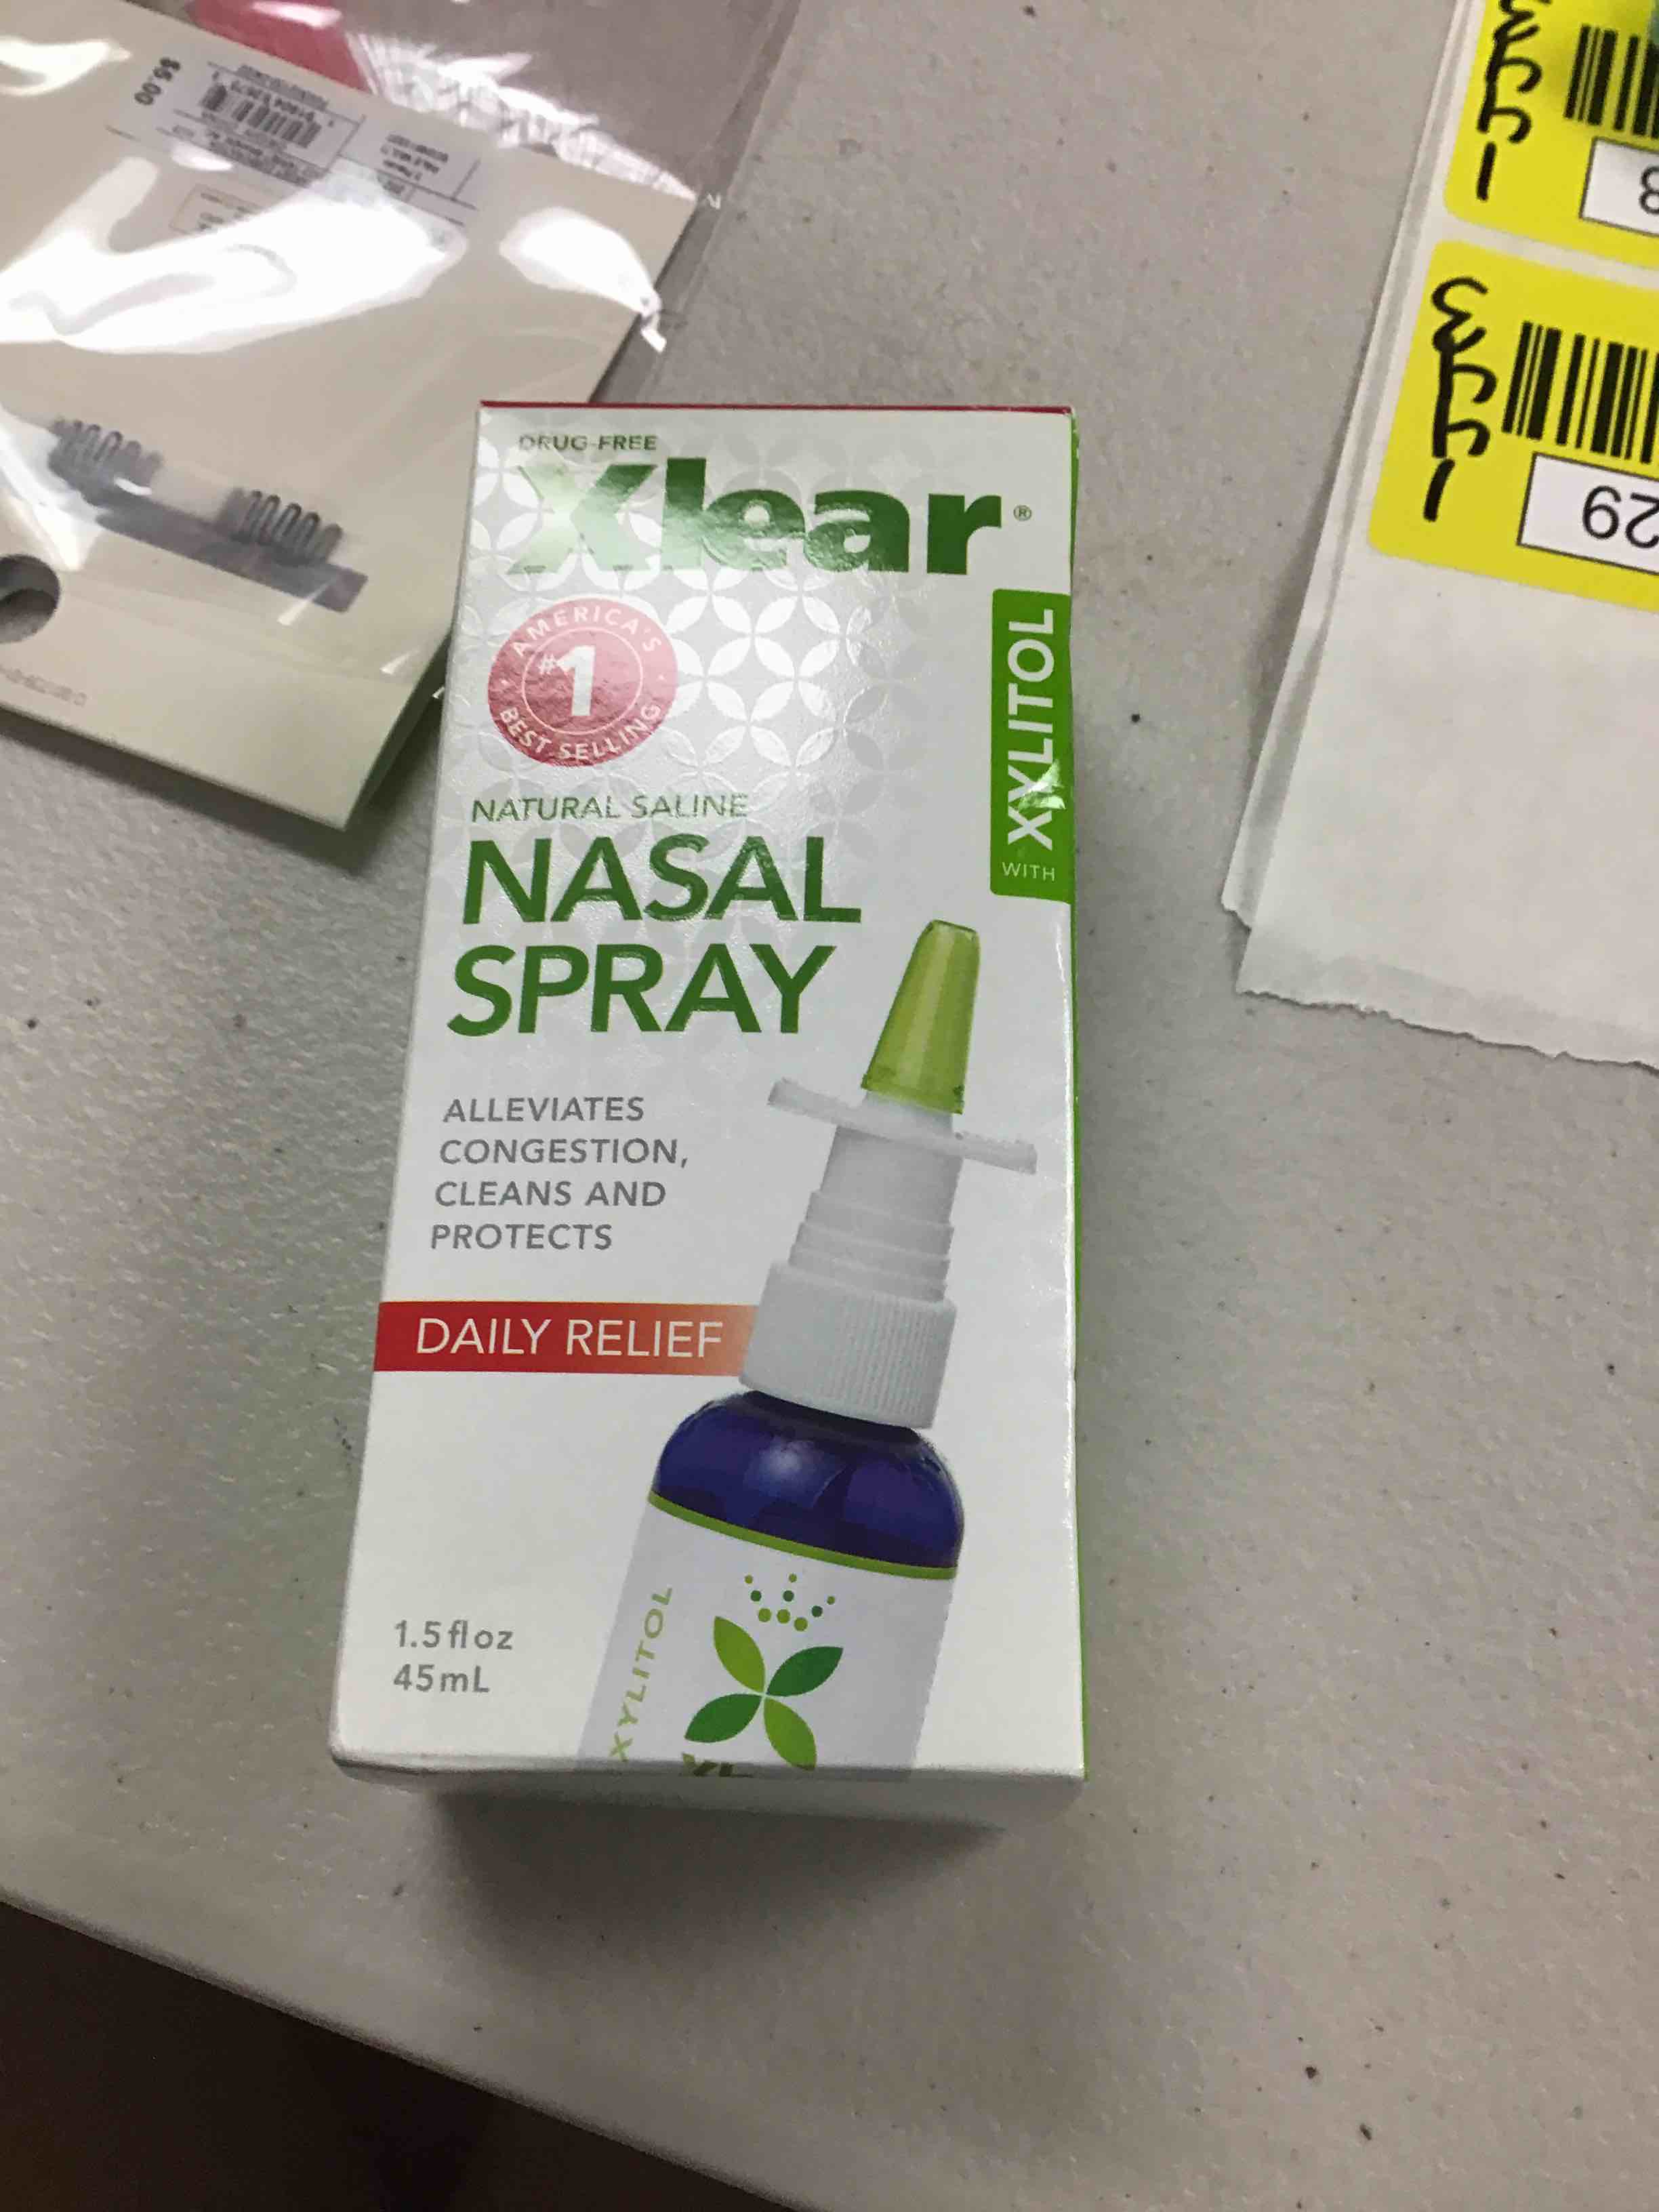 $6.00
DRUG-FREE
Xlear®
AMERICA'S
#1
BEST SELLING
WITH XYLITOL
NATURAL SALINE
NASAL
SPRAY
ALLEVIATES
CONGESTION,
CLEANS AND
PROTECTS
DAILY RELIEF
1.5 fl oz
45 mL
XYLITOL
29